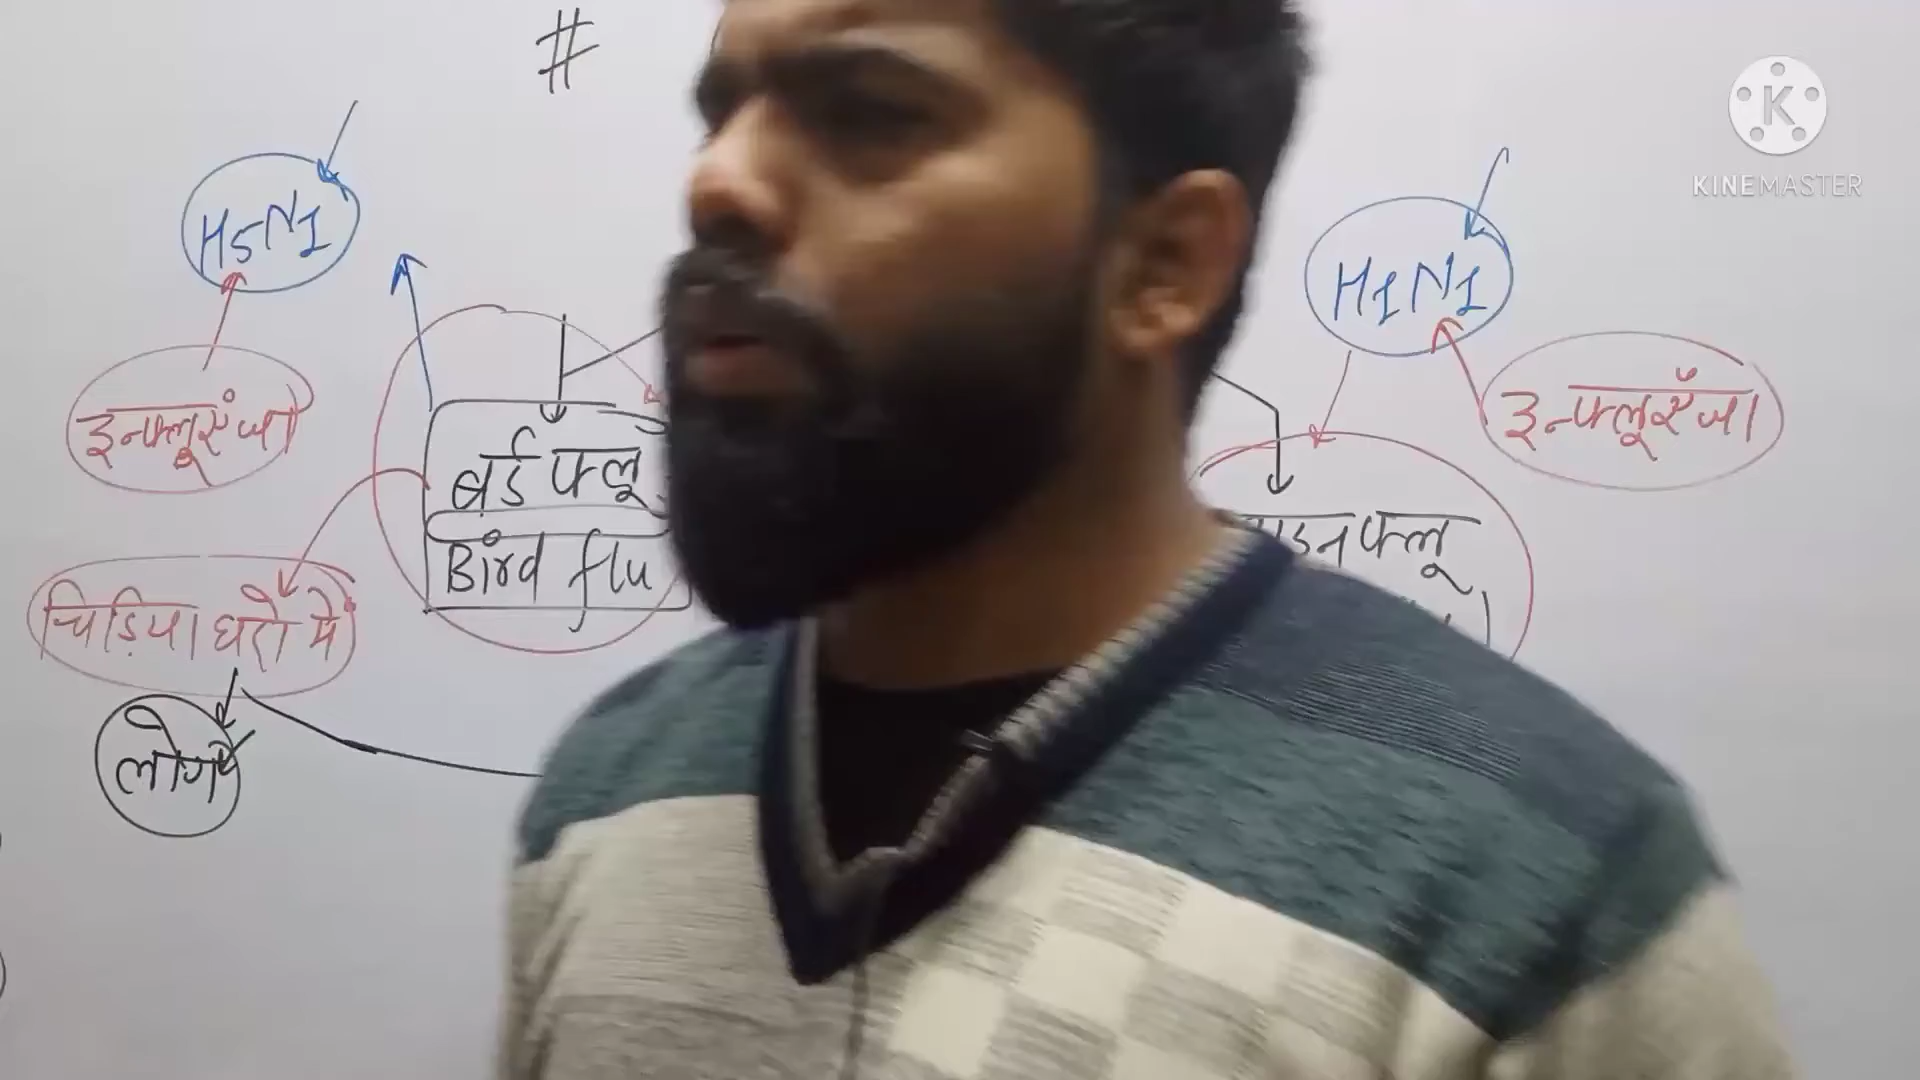 #
H5N1
H1N1
इन्फ्लूएंजा
इन्फ्लूएँजा
बर्ड फ्लू
Bird flu
फ्लू
चिड़िया घरों में
लोग
KINEMASTER